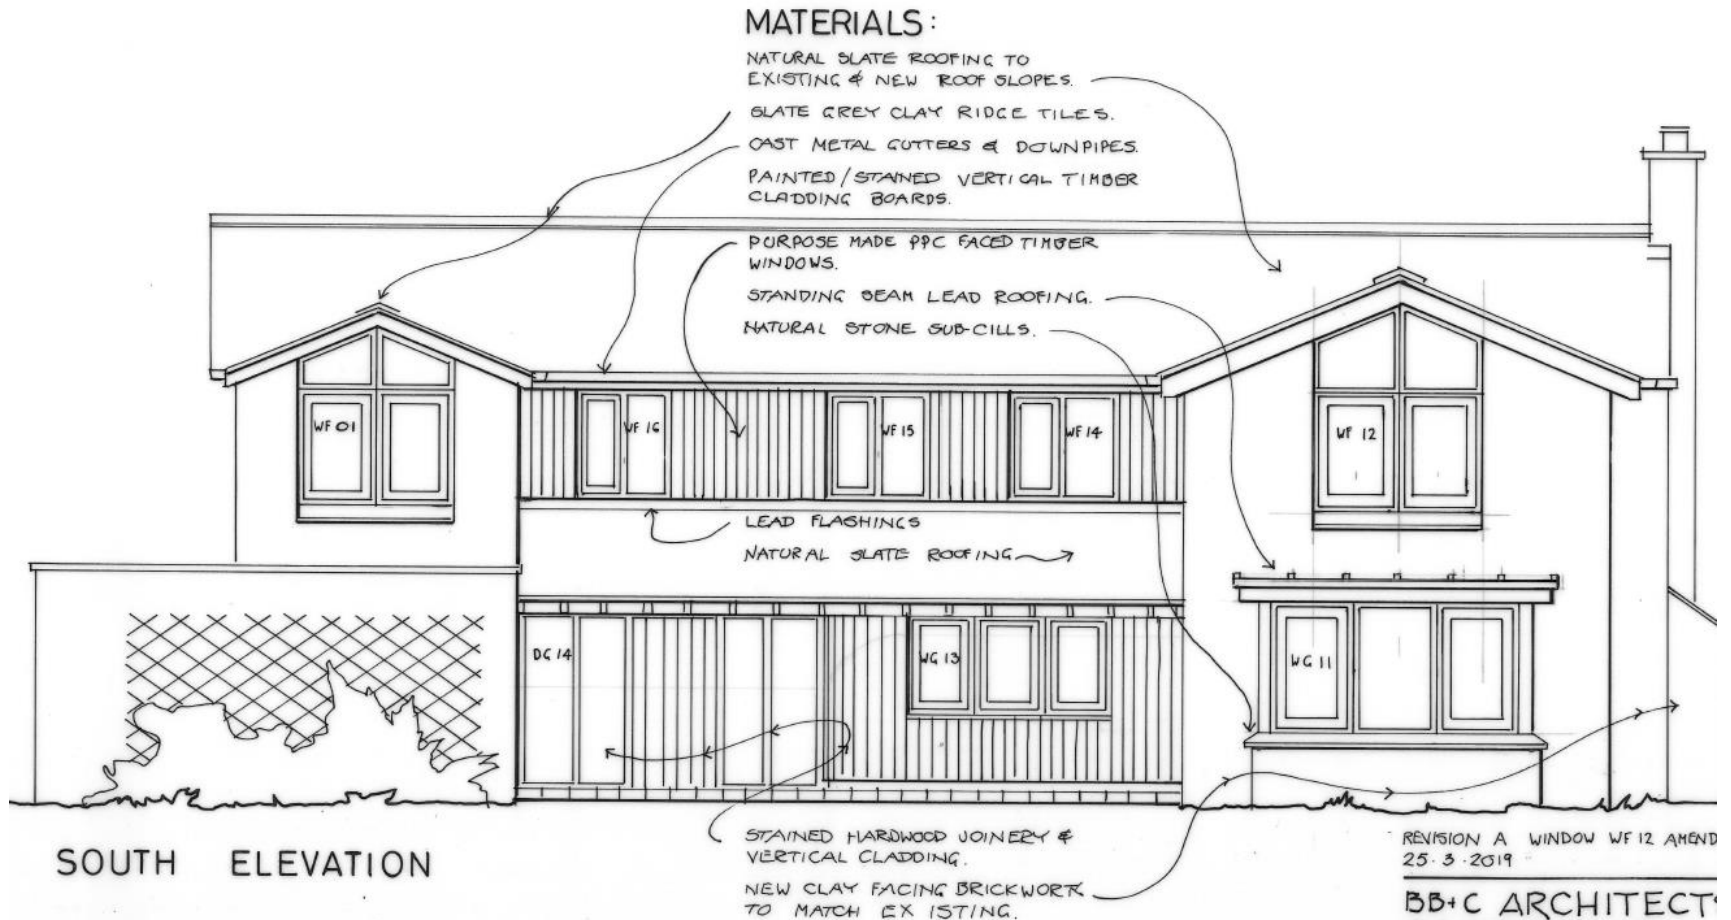 MATERIALS:
NATURAL SLATE ROOFING TO
EXISTING & NEW ROOF SLOPES.
SLATE GREY CLAY RIDGE TILES.
CAST METAL GUTTERS & DOWNPIPES.
PAINTED/STAINED VERTICAL TIMBER
CLADDING BOARDS.
PURPOSE MADE PPC FACED TIMBER
WINDOWS.
STANDING SEAM LEAD ROOFING.
NATURAL STONE SUB-CILLS.
WF 01
WF 16
WF 15
WF 14
WF 12
LEAD FLASHINGS
NATURAL SLATE ROOFING
DG 14
WG 13
WG 11
STAINED HARDWOOD JOINERY &
VERTICAL CLADDING.
NEW CLAY FACING BRICKWORK
TO MATCH EXISTING.
SOUTH ELEVATION
REVISION A WINDOW WF 12 AMEND
25.3.2019
BB+C ARCHITECT